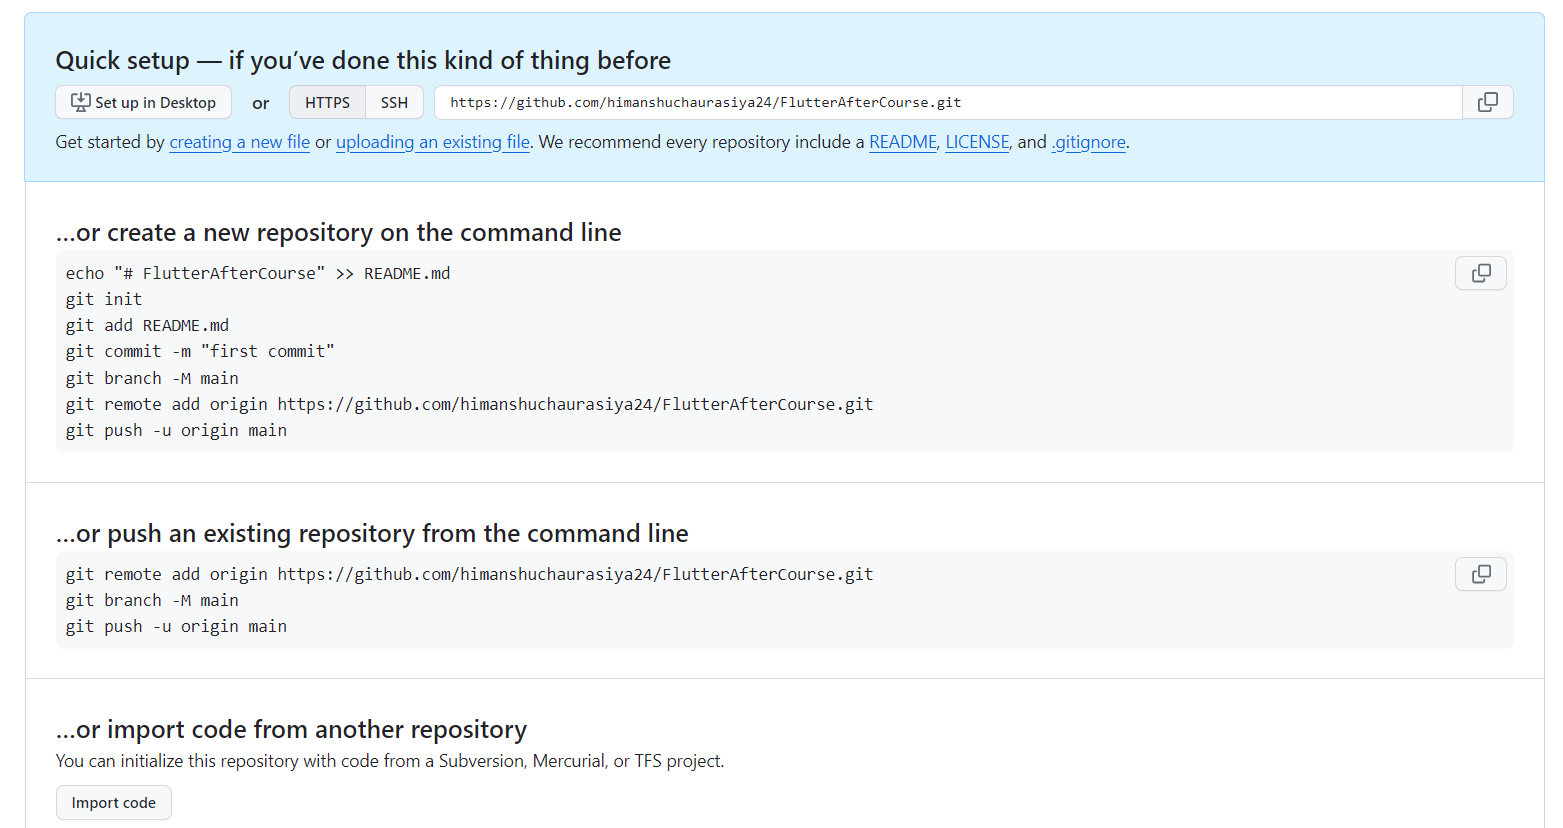 Quick setup — if you’ve done this kind of thing before
Set up in Desktop or HTTPS SSH https://github.com/himanshuchaurasiya24/FlutterAfterCourse.git
Get started by creating a new file or uploading an existing file. We recommend every repository include a README, LICENSE, and .gitignore.
…or create a new repository on the command line
echo "# FlutterAfterCourse" >> README.md
git init
git add README.md
git commit -m "first commit"
git branch -M main
git remote add origin https://github.com/himanshuchaurasiya24/FlutterAfterCourse.git
git push -u origin main
…or push an existing repository from the command line
git remote add origin https://github.com/himanshuchaurasiya24/FlutterAfterCourse.git
git branch -M main
git push -u origin main
…or import code from another repository
You can initialize this repository with code from a Subversion, Mercurial, or TFS project.
Import code